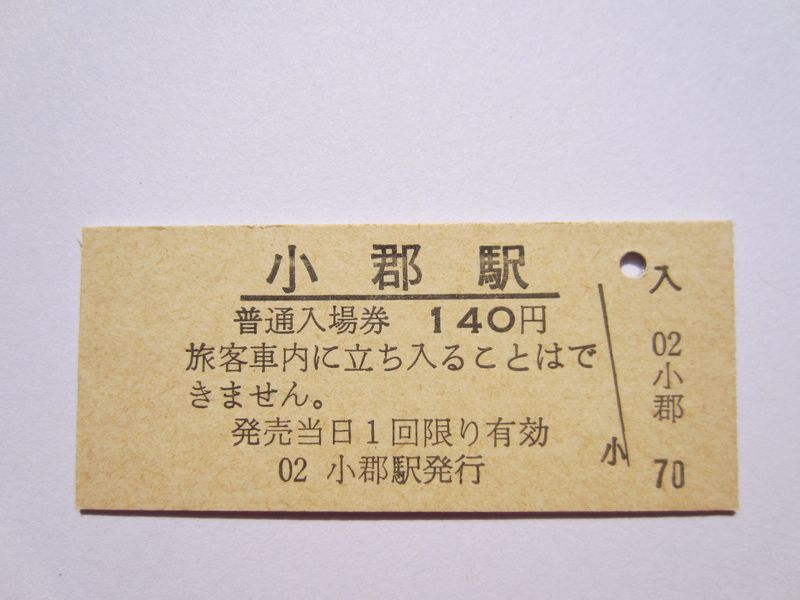 小郡駅
普通入場券 140円
旅客車内に立ち入ることはで
きません。
発売当日1回限り有効
02 小郡駅発行
小
入
02
小郡
70